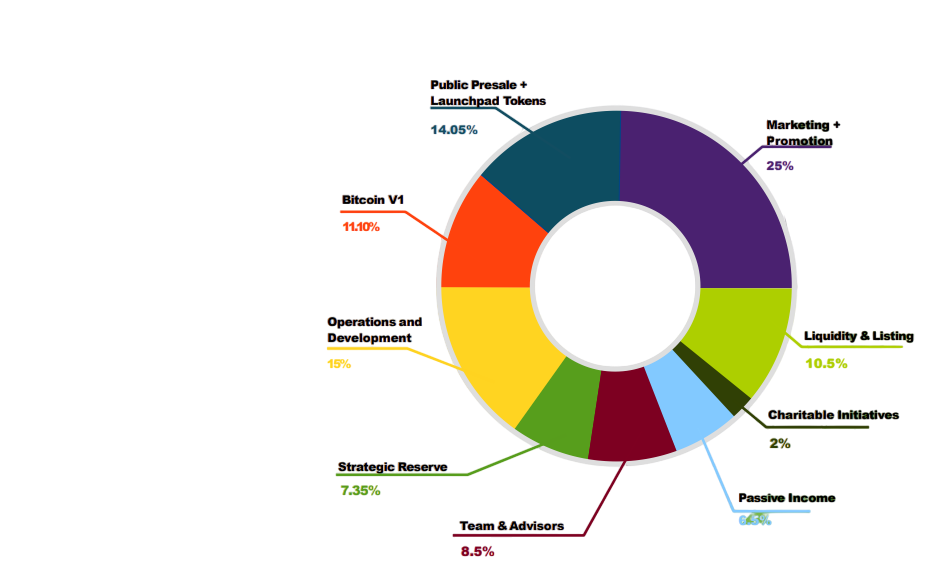 Public Presale +
Launchpad Tokens
14.05%
Marketing +
Promotion
25%
Bitcoin V1
11.10%
Operations and
Development
15%
Liquidity & Listing
10.5%
Charitable Initiatives
2%
Strategic Reserve
7.35%
Passive Income
Team & Advisors
8.5%